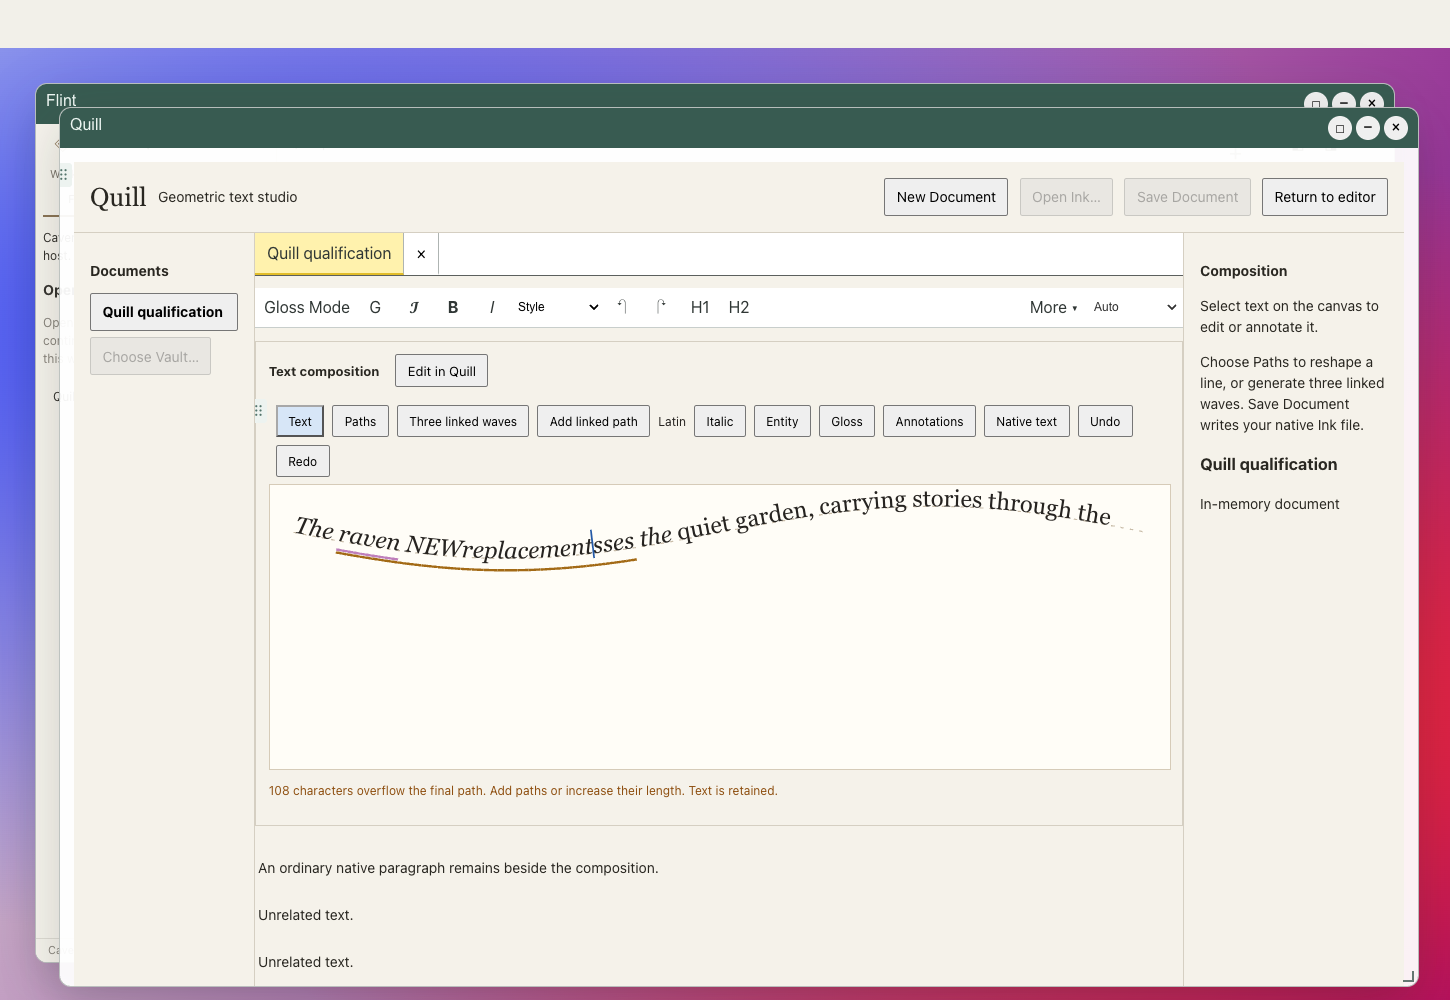 Flint
Quill
Quill Geometric text studio
New Document Open Ink... Save Document Return to editor
Documents
Quill qualification
Choose Vault...
Quill qualification ×
Gloss Mode G ℐ B I Style H1 H2 More ▾ Auto
Text composition Edit in Quill
Text Paths Three linked waves Add linked path Latin Italic Entity Gloss Annotations Native text Undo
Redo
The raven NEWreplacementsses the quiet garden, carrying stories through the
108 characters overflow the final path. Add paths or increase their length. Text is retained.
An ordinary native paragraph remains beside the composition.
Unrelated text.
Unrelated text.
Composition
Select text on the canvas to
edit or annotate it.
Choose Paths to reshape a
line, or generate three linked
waves. Save Document
writes your native Ink file.
Quill qualification
In-memory document